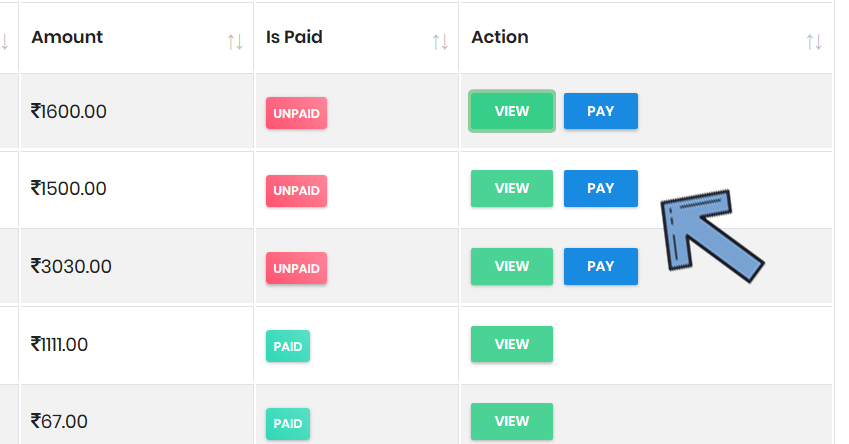 Amount Is Paid Action
₹1600.00 UNPAID VIEW PAY
₹1500.00 UNPAID VIEW PAY
₹3030.00 UNPAID VIEW PAY
₹1111.00 PAID VIEW
₹67.00 PAID VIEW